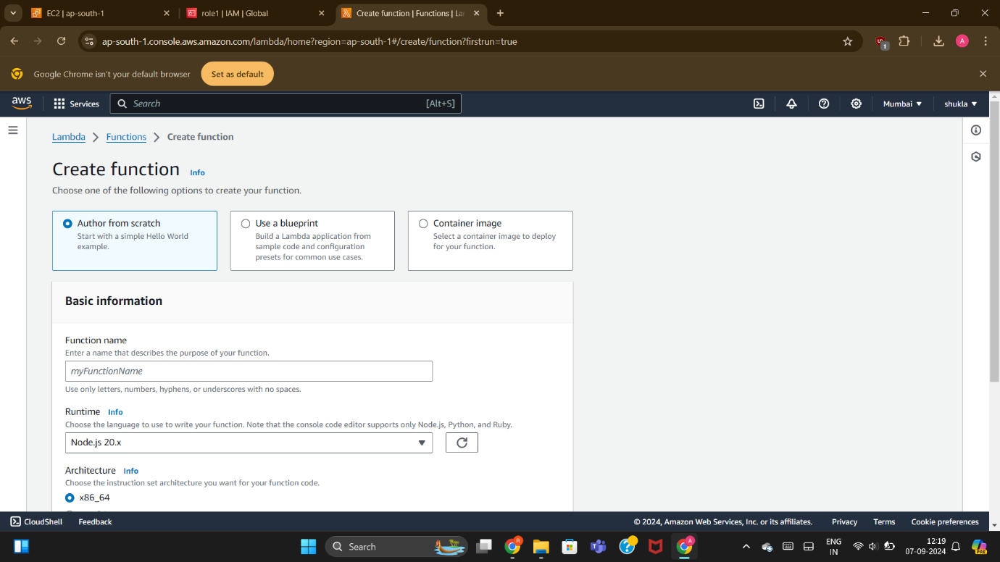 EC2 | ap-south-1
role1 | IAM | Global
Create function | Functions | La
ap-south-1.console.aws.amazon.com/lambda/home?region=ap-south-1#/create/function?firstrun=true
1
A
Google Chrome isn't your default browser
Set as default
aws
Services
Search
[Alt+S]
Mumbai
shukla
Lambda
Functions
Create function
Create function Info
Choose one of the following options to create your function.
Author from scratch
Start with a simple Hello World
example.
Use a blueprint
Build a Lambda application from
sample code and configuration
presets for common use cases.
Container image
Select a container image to deploy
for your function.
Basic information
Function name
Enter a name that describes the purpose of your function.
myFunctionName
Use only letters, numbers, hyphens, or underscores with no spaces.
Runtime Info
Choose the language to use to write your function. Note that the console code editor supports only Node.js, Python, and Ruby.
Node.js 20.x
Architecture Info
Choose the instruction set architecture you want for your function code.
x86_64
CloudShell
Feedback
© 2024, Amazon Web Services, Inc. or its affiliates.
Privacy
Terms
Cookie preferences
Search
R
A
ENG
IN
12:19
07-09-2024
PRE